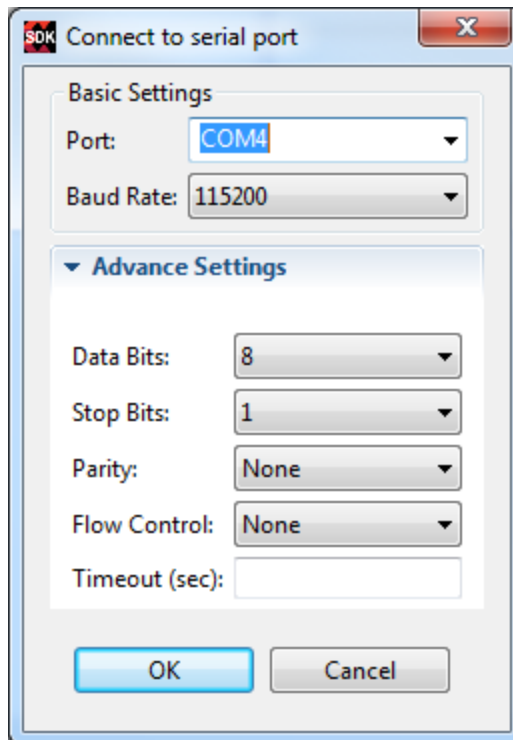 SDK Connect to serial port
Basic Settings
Port: COM4
Baud Rate: 115200
Advance Settings
Data Bits: 8
Stop Bits: 1
Parity: None
Flow Control: None
Timeout (sec):
OK Cancel